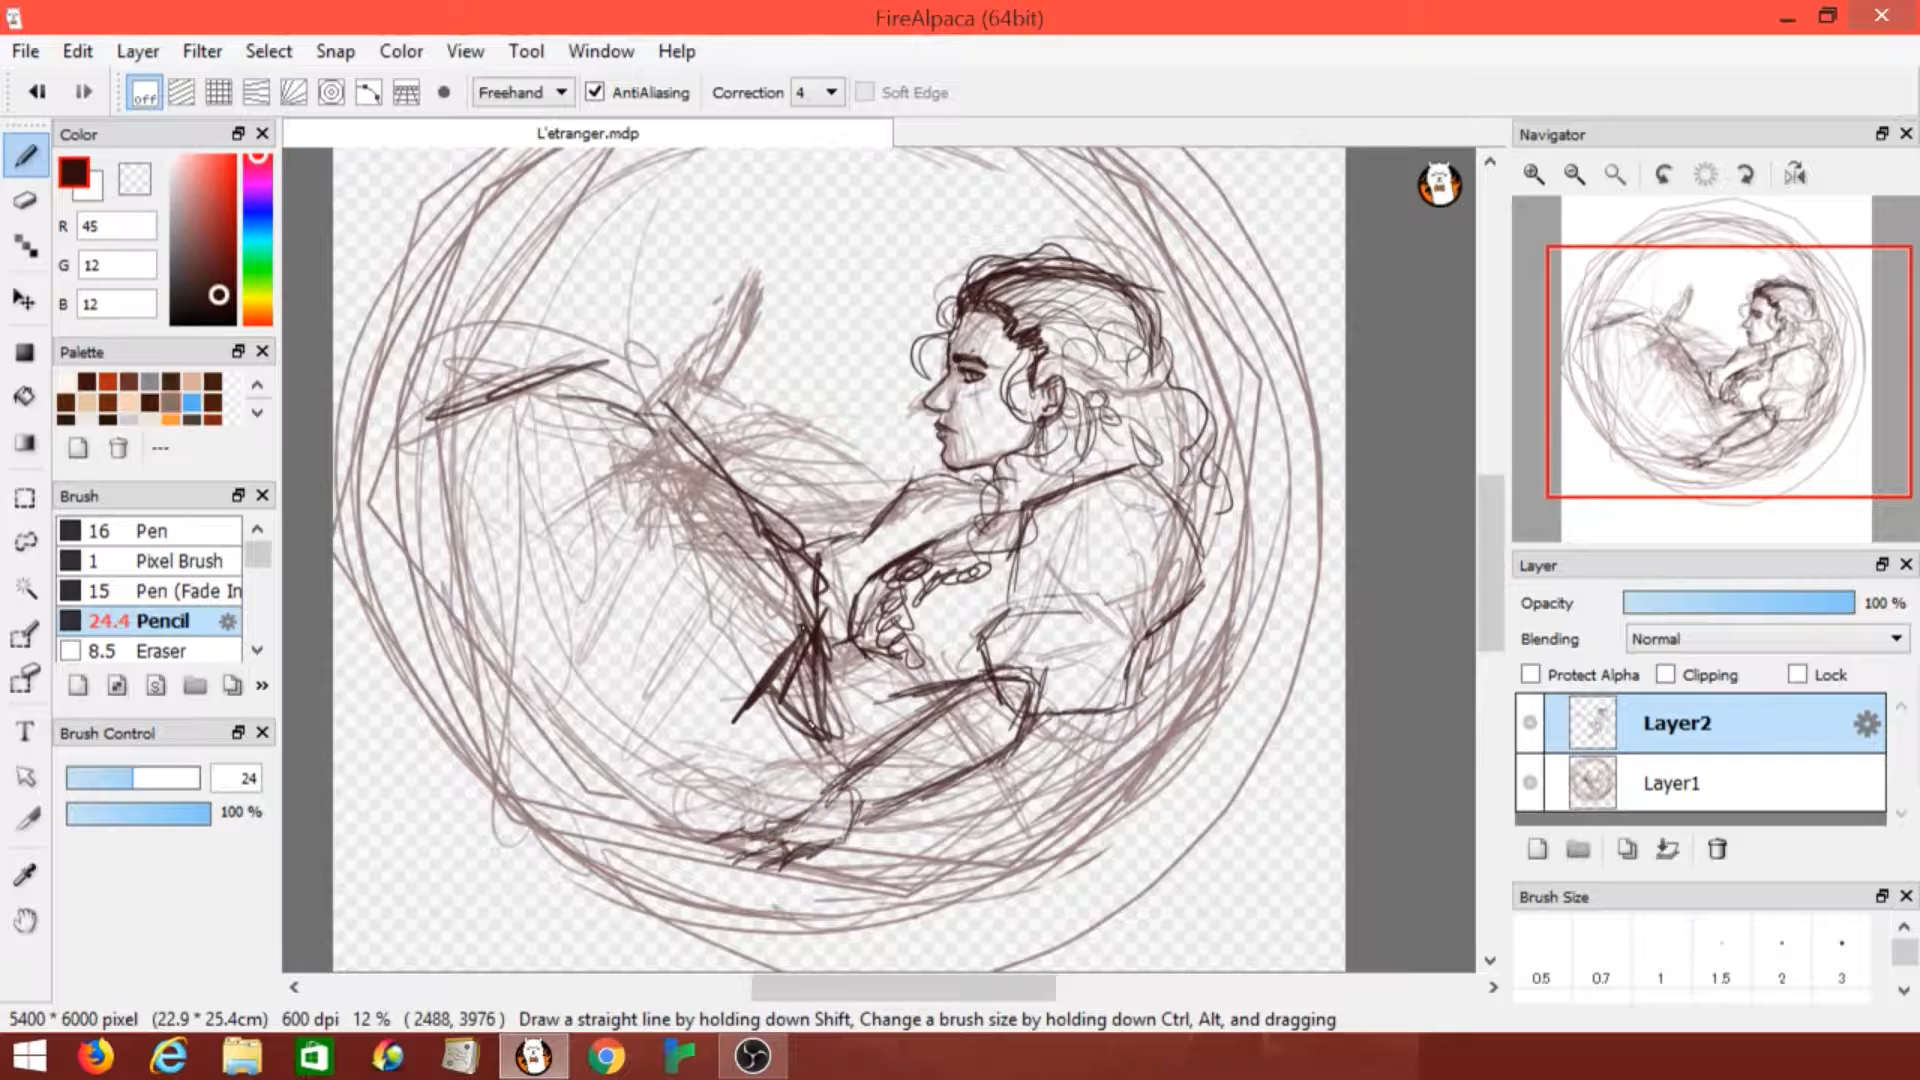 FireAlpaca (64bit)
File Edit Layer Filter Select Snap Color View Tool Window Help
off Freehand AntiAliasing Correction 4 Soft Edge
Color
L'etranger.mdp
Navigator
R 45
G 12
B 12
Palette
---
Brush
16 Pen
1 Pixel Brush
15 Pen (Fade In
24.4 Pencil
8.5 Eraser
S
T
Brush Control
24
100 %
Layer
Opacity 100 %
Blending Normal
Protect Alpha Clipping Lock
Layer2
Layer1
Brush Size
0.5 0.7 1 1.5 2 3
5400 * 6000 pixel (22.9 * 25.4cm) 600 dpi 12 % ( 2488, 3976 ) Draw a straight line by holding down Shift, Change a brush size by holding down Ctrl, Alt, and dragging